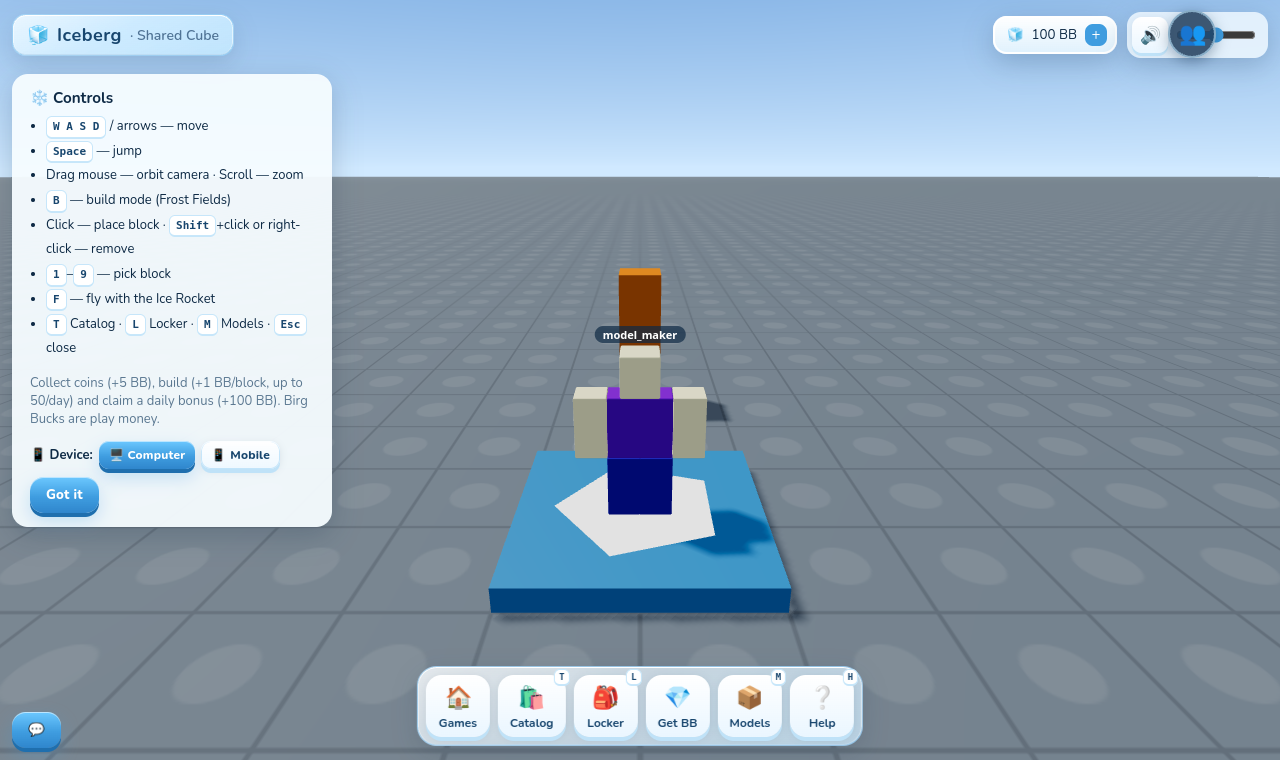 Iceberg · Shared Cube
100 BB +
Controls
W A S D / arrows — move
Space — jump
Drag mouse — orbit camera · Scroll — zoom
B — build mode (Frost Fields)
Click — place block · Shift+click or right-
click — remove
1–9 — pick block
F — fly with the Ice Rocket
T Catalog · L Locker · M Models · Esc
close
Collect coins (+5 BB), build (+1 BB/block, up to
50/day) and claim a daily bonus (+100 BB). Birg
Bucks are play money.
Device: Computer Mobile
Got it
model_maker
T L M H
Games Catalog Locker Get BB Models Help